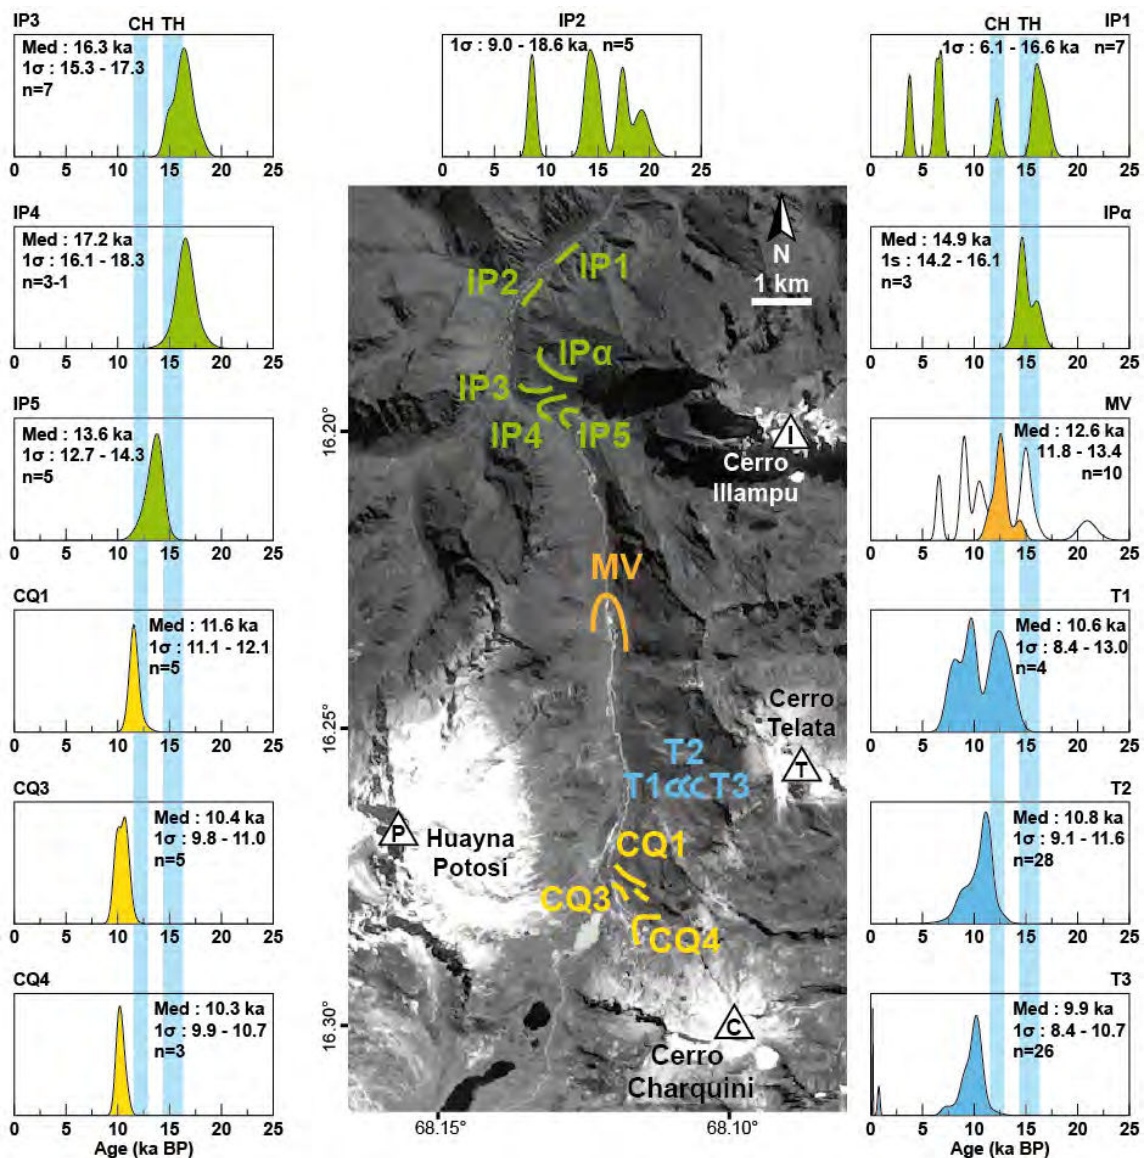 IP3
CH TH
Med : 16.3 ka
1σ : 15.3 - 17.3
n=7
0 5 10 15 20 25
IP2
1σ : 9.0 - 18.6 ka n=5
0 5 10 15 20 25
CH TH
IP1
1σ : 6.1 - 16.6 ka n=7
0 5 10 15 20 25
IP4
Med : 17.2 ka
1σ : 16.1 - 18.3
n=3-1
0 5 10 15 20 25
IP5
Med : 13.6 ka
1σ : 12.7 - 14.3
n=5
0 5 10 15 20 25
CQ1
Med : 11.6 ka
1σ : 11.1 - 12.1
n=5
0 5 10 15 20 25
CQ3
Med : 10.4 ka
1σ : 9.8 - 11.0
n=5
0 5 10 15 20 25
CQ4
Med : 10.3 ka
1σ : 9.9 - 10.7
n=3
0 5 10 15 20 25
Age (ka BP)
N
1 km
IP1
IP2
IPα
IP3
IP4
IP5
I
Cerro
Illampu
MV
Cerro
Telata
T
T2
T1 T3
P
Huayna
Potosí
CQ1
CQ3
CQ4
C
Cerro
Charquini
16.20
16.25
16.30
68.15°
68.10°
IPα
Med : 14.9 ka
1s : 14.2 - 16.1
n=3
0 5 10 15 20 25
MV
Med : 12.6 ka
11.8 - 13.4
n=10
0 5 10 15 20 25
T1
Med : 10.6 ka
1σ : 8.4 - 13.0
n=4
0 5 10 15 20 25
T2
Med : 10.8 ka
1σ : 9.1 - 11.6
n=28
0 5 10 15 20 25
T3
Med : 9.9 ka
1σ : 8.4 - 10.7
n=26
0 5 10 15 20 25
Age (ka BP)